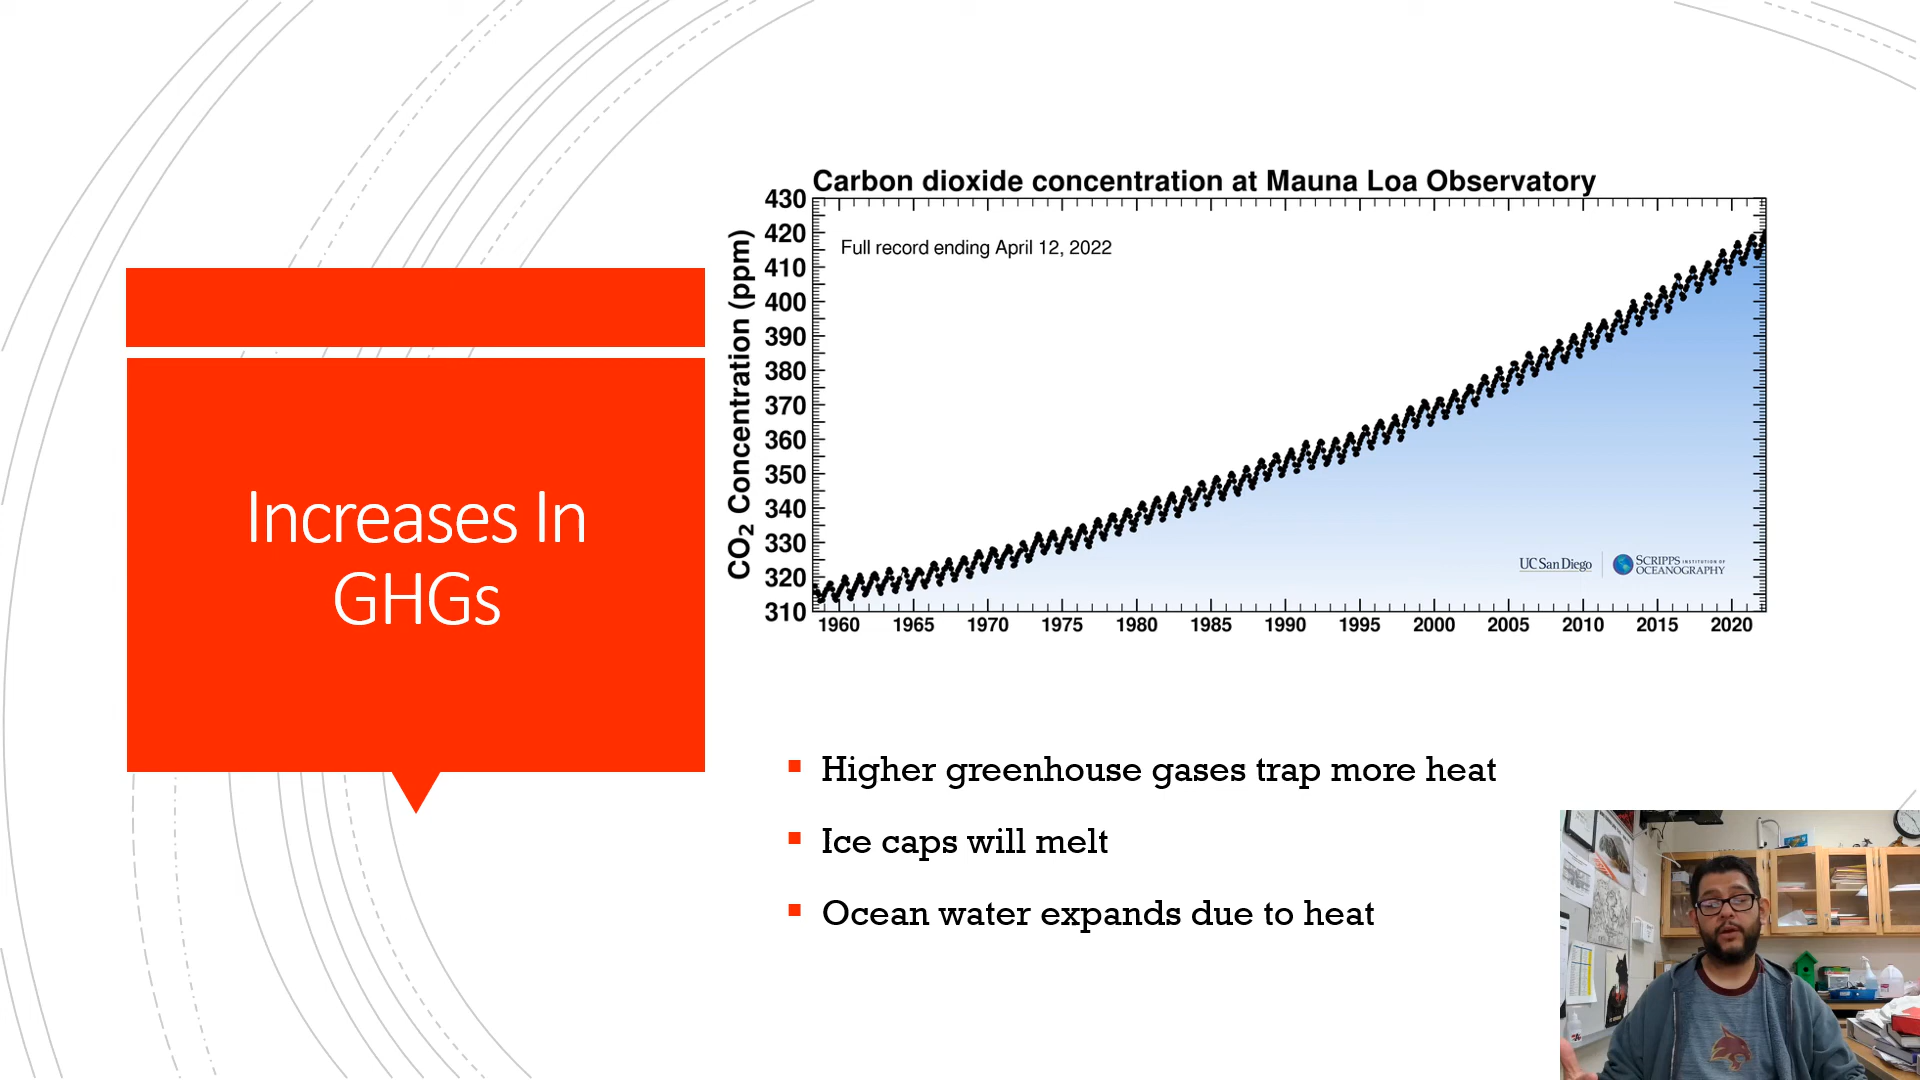 Increases In
GHGs
Carbon dioxide concentration at Mauna Loa Observatory
Full record ending April 12, 2022
CO₂ Concentration (ppm)
430
420
410
400
390
380
370
360
350
340
330
320
310
1960 1965 1970 1975 1980 1985 1990 1995 2000 2005 2010 2015 2020
UC San Diego
SCRIPPS INSTITUTION OF
OCEANOGRAPHY
Higher greenhouse gases trap more heat
Ice caps will melt
Ocean water expands due to heat